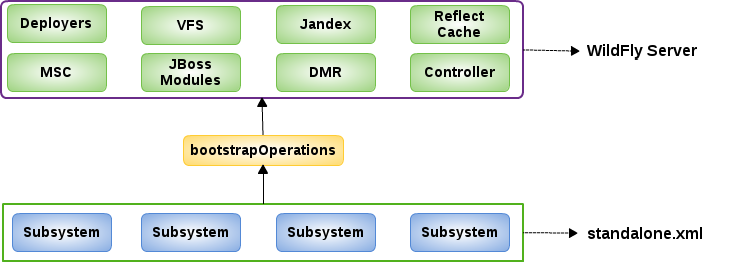 Deployers
VFS
Jandex
Reflect
Cache
WildFly Server
MSC
JBoss
Modules
DMR
Controller
bootstrapOperations
Subsystem
Subsystem
Subsystem
Subsystem
standalone.xml